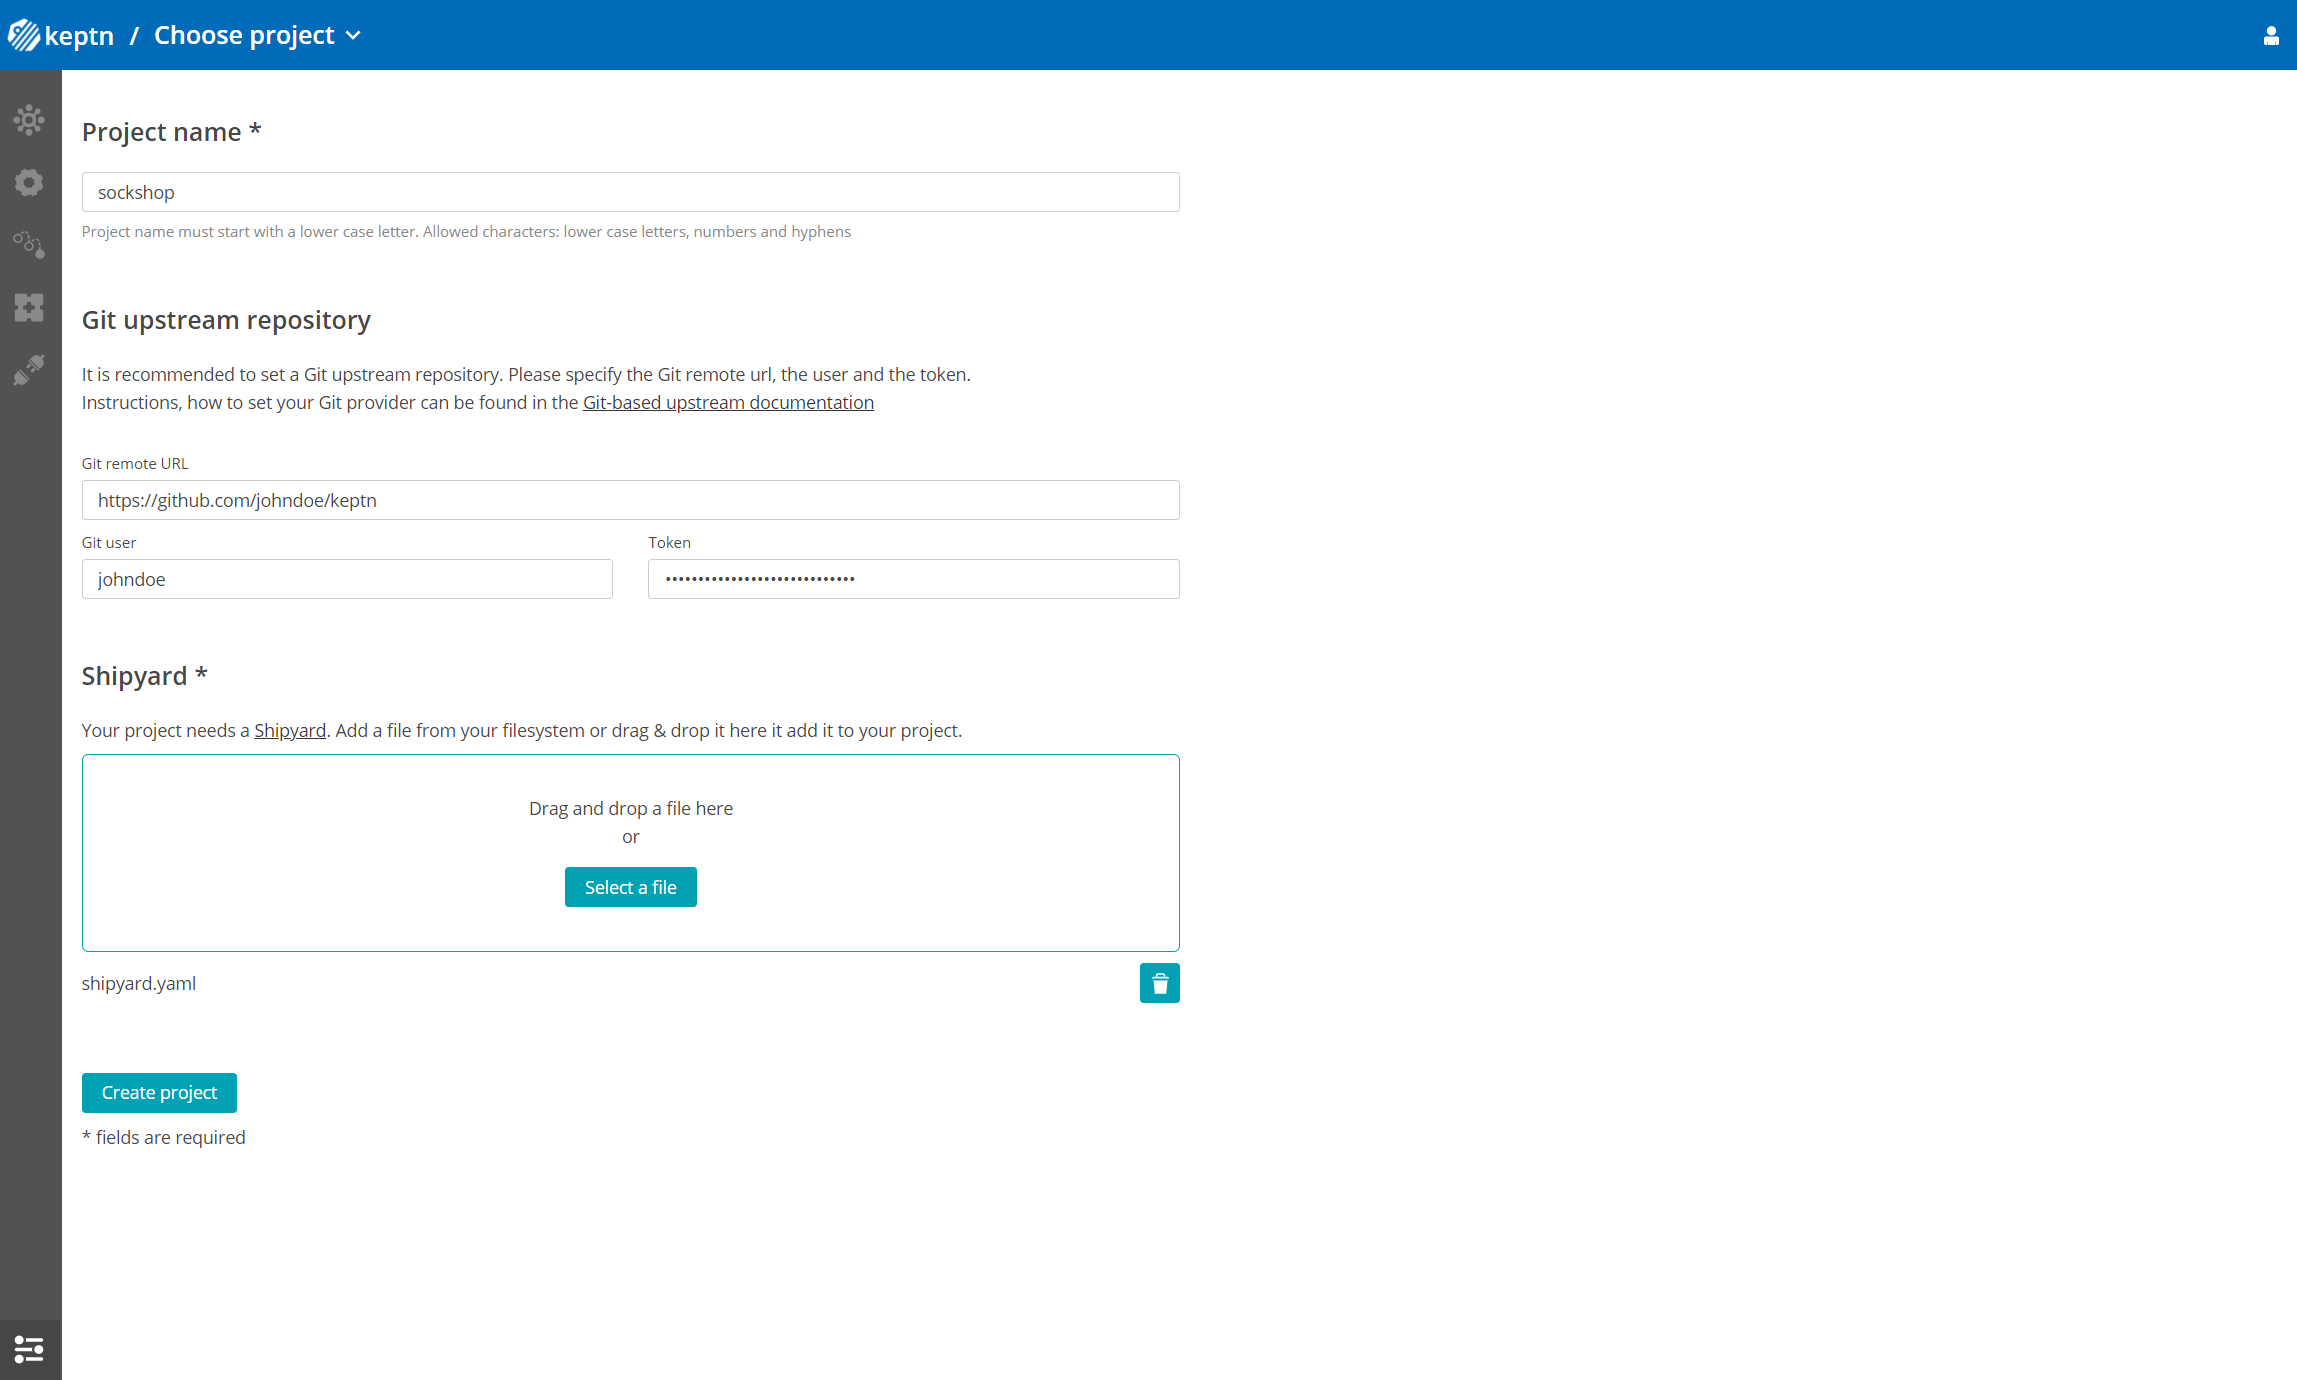 keptn / Choose project
Project name *
sockshop
Project name must start with a lower case letter. Allowed characters: lower case letters, numbers and hyphens
Git upstream repository
It is recommended to set a Git upstream repository. Please specify the Git remote url, the user and the token.
Instructions, how to set your Git provider can be found in the Git-based upstream documentation
Git remote URL
https://github.com/johndoe/keptn
Git user
johndoe
Token
•••••••••••••••••••••••••••••
Shipyard *
Your project needs a Shipyard. Add a file from your filesystem or drag & drop it here it add it to your project.
Drag and drop a file here
or
Select a file
shipyard.yaml
Create project
* fields are required